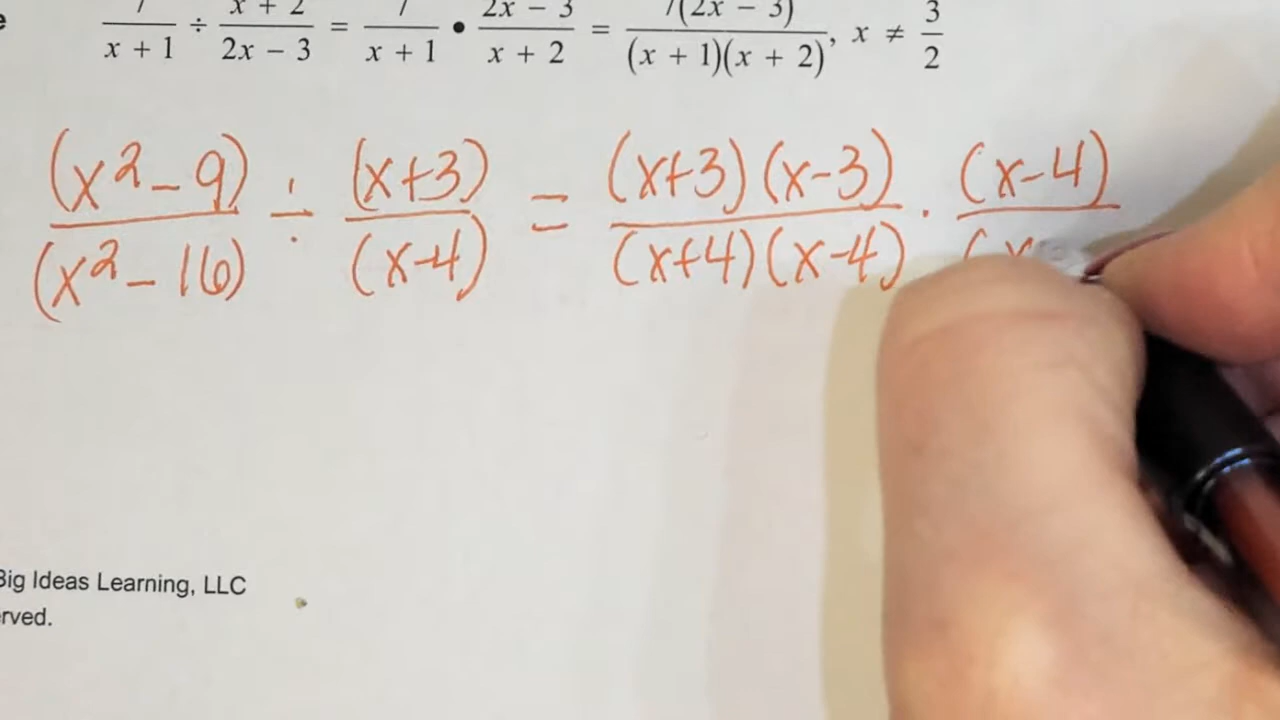 7/(x + 1) ÷ (x + 2)/(2x − 3) = 7/(x + 1) • (2x − 3)/(x + 2) = 7(2x − 3)/((x + 1)(x + 2)), x ≠ 3/2
(x² − 9)/(x² − 16) ÷ (x+3)/(x−4) = (x+3)(x−3)/(x+4)(x−4) · (x−4)/(x
Big Ideas Learning, LLC
rved.